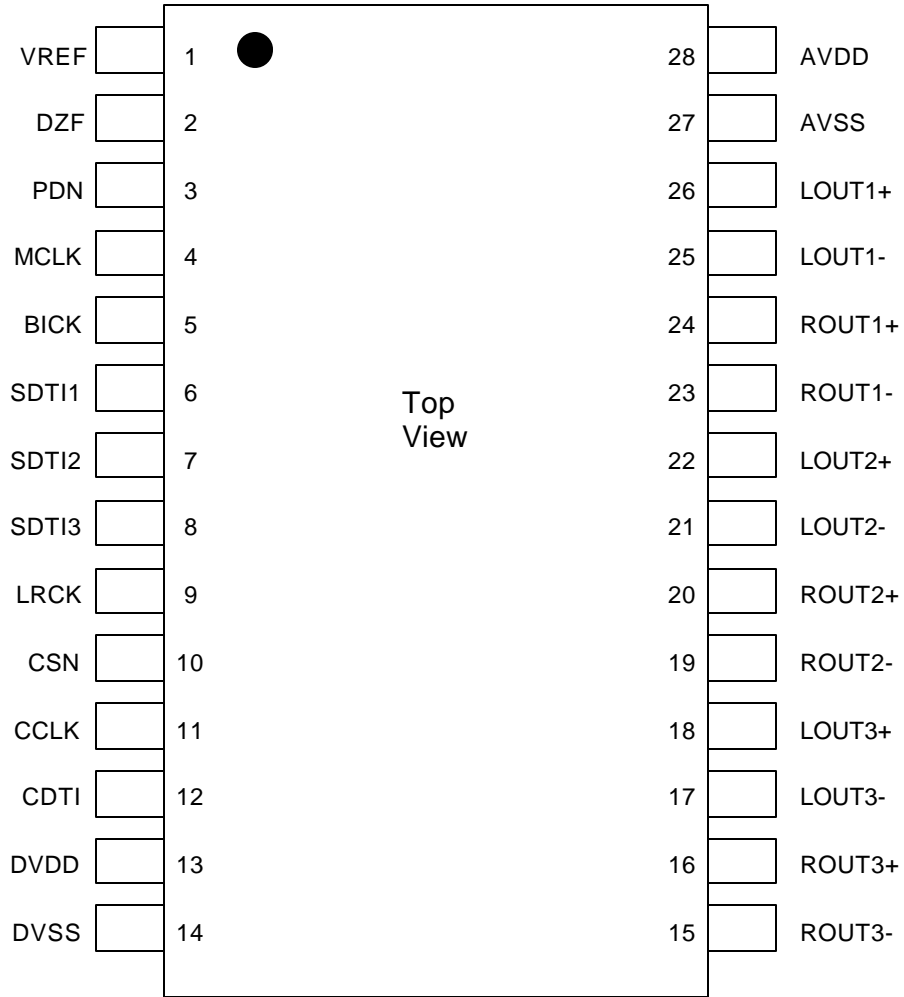 VREF 1 28 AVDD
DZF 2 27 AVSS
PDN 3 26 LOUT1+
MCLK 4 25 LOUT1-
BICK 5 24 ROUT1+
SDTI1 6 23 ROUT1-
Top
View
SDTI2 7 22 LOUT2+
SDTI3 8 21 LOUT2-
LRCK 9 20 ROUT2+
CSN 10 19 ROUT2-
CCLK 11 18 LOUT3+
CDTI 12 17 LOUT3-
DVDD 13 16 ROUT3+
DVSS 14 15 ROUT3-